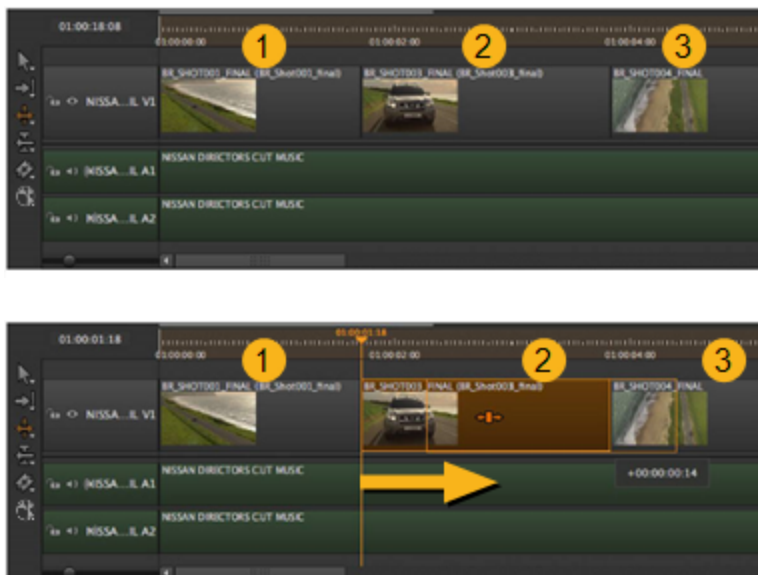 01:00:18:08
1
2
3
01:00:00:00
01:00:02:00
01:00:04:00
BR_SHOT001_FINAL (BR_Shot001_final)
BR_SHOT003_FINAL (BR_Shot003_final)
BR_SHOT004_FINAL
NISSA...IL V1
NISSAN DIRECTORS CUT MUSIC
NISSA...IL A1
NISSAN DIRECTORS CUT MUSIC
NISSA...IL A2
01:00:01:18
01:00:01:18
1
2
3
01:00:00:00
01:00:02:00
01:00:04:00
BR_SHOT001_FINAL (BR_Shot001_final)
BR_SHOT003_FINAL (BR_Shot003_final)
BR_SHOT004_FINAL
NISSA...IL V1
NISSAN DIRECTORS CUT MUSIC
+00:00:00:14
NISSA...IL A1
NISSAN DIRECTORS CUT MUSIC
NISSA...IL A2